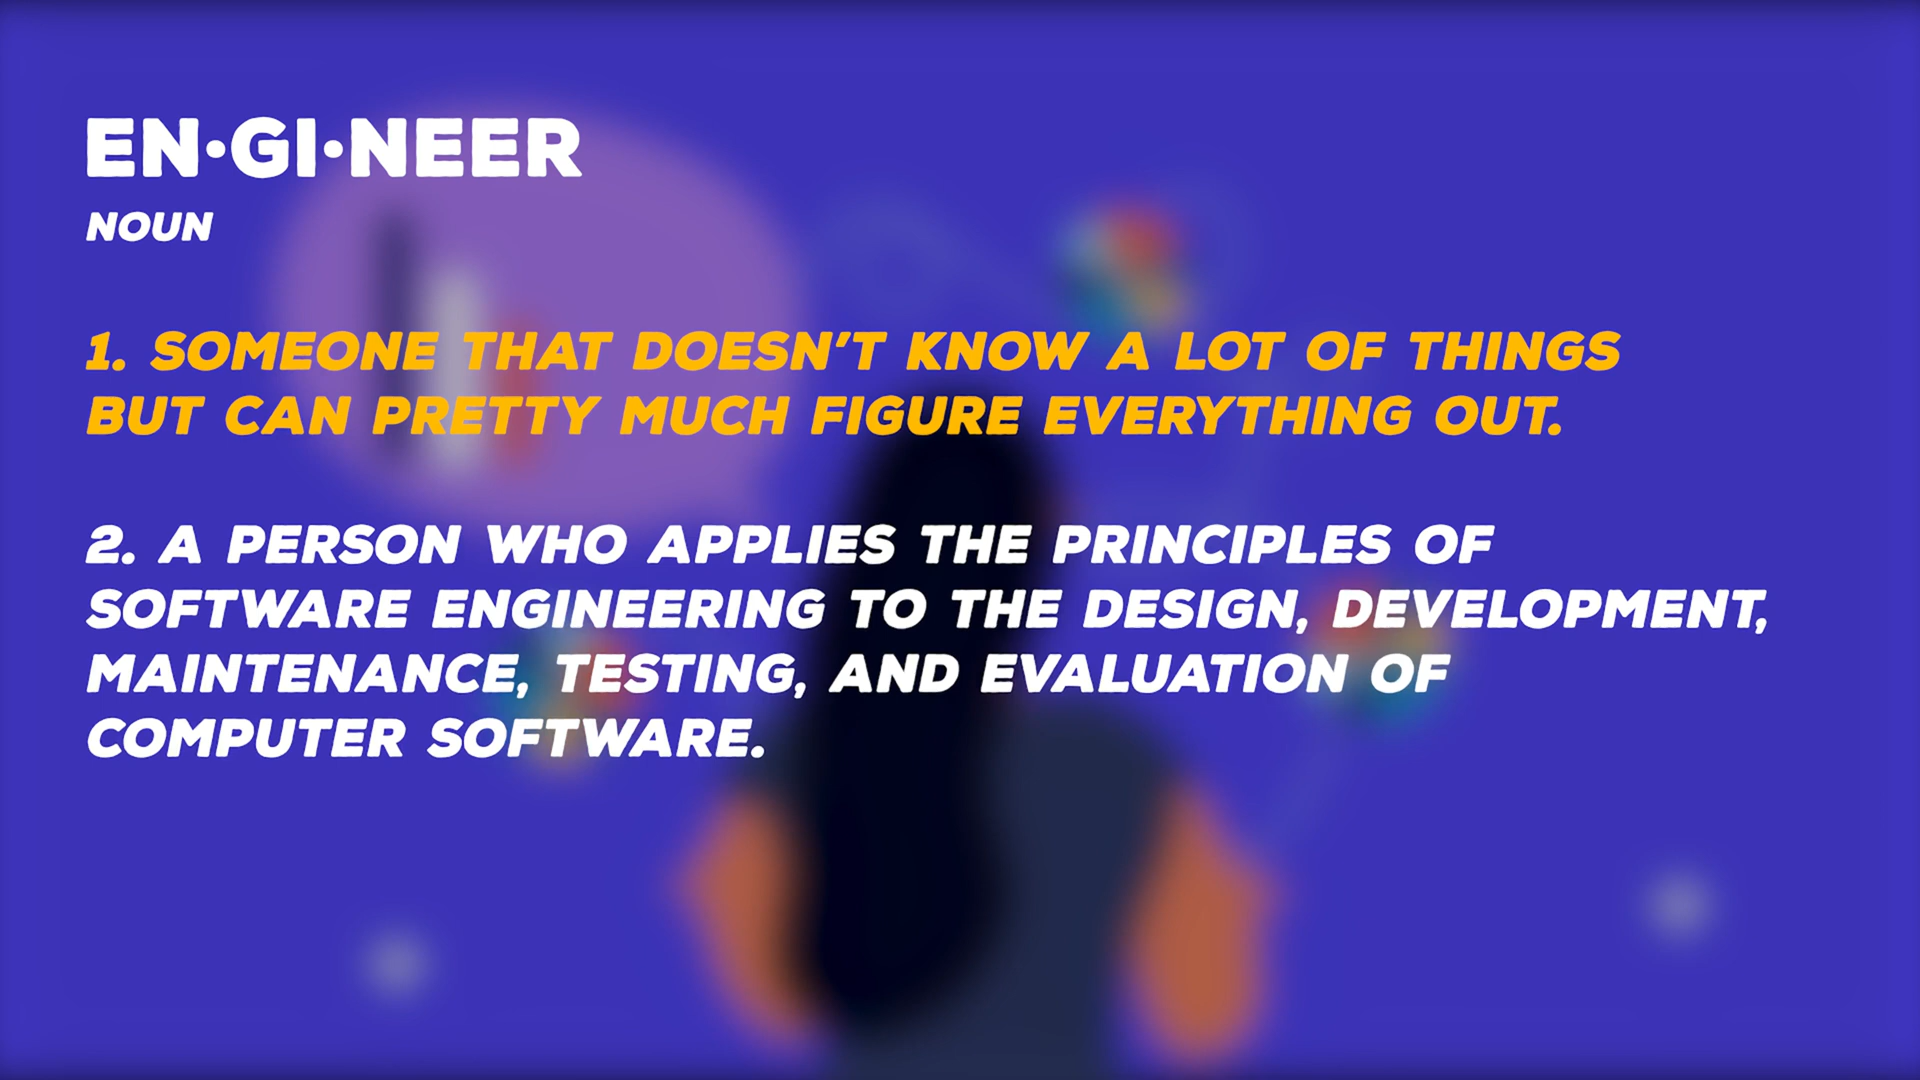 EN•GI•NEER
NOUN
1. SOMEONE THAT DOESN'T KNOW A LOT OF THINGS
BUT CAN PRETTY MUCH FIGURE EVERYTHING OUT.
2. A PERSON WHO APPLIES THE PRINCIPLES OF
SOFTWARE ENGINEERING TO THE DESIGN, DEVELOPMENT,
MAINTENANCE, TESTING, AND EVALUATION OF
COMPUTER SOFTWARE.